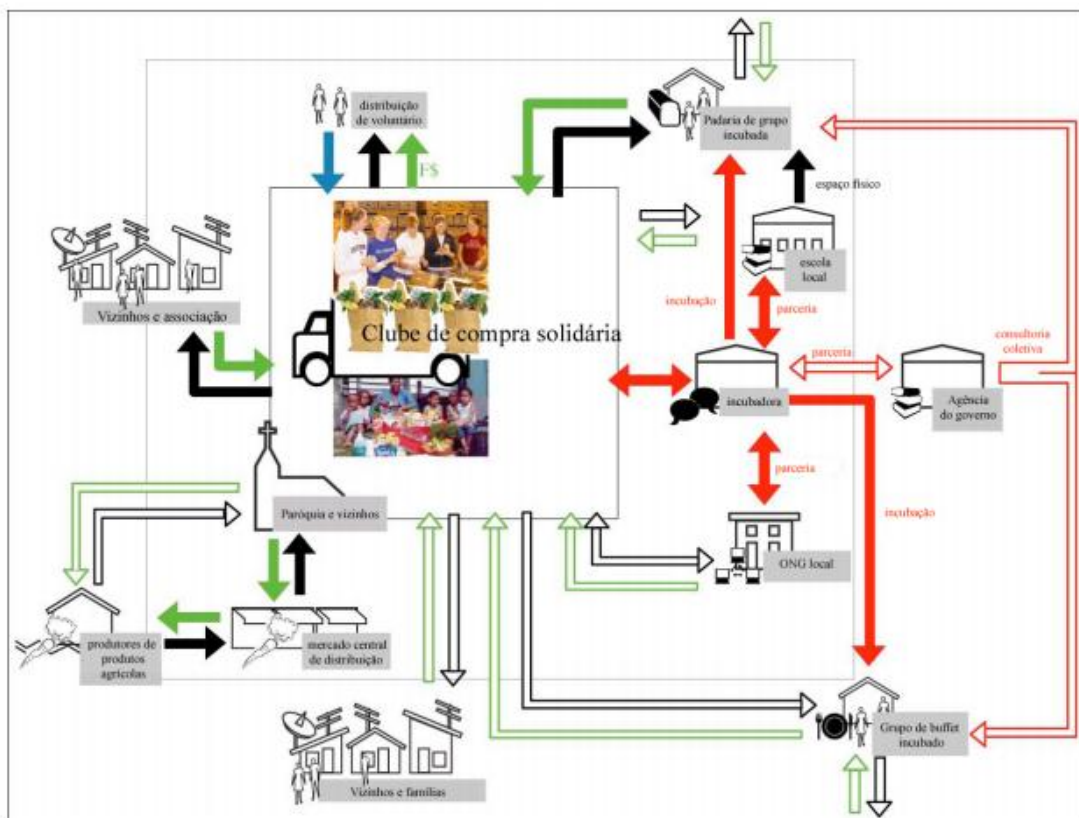 distribuição
de voluntário
F$
Padaria de grupo
incubada
espaço físico
escola
local
Vizinhos e associação
Clube de compra solidária
incubação
parceria
consultoria
coletiva
parceria
incubadora
Agência
do governo
parceria
Paróquia e vizinhos
incubação
ONG local
produtores de
produtos
agrícolas
mercado central
de distribuição
Grupo de buffet
incubado
Vizinhos e famílias